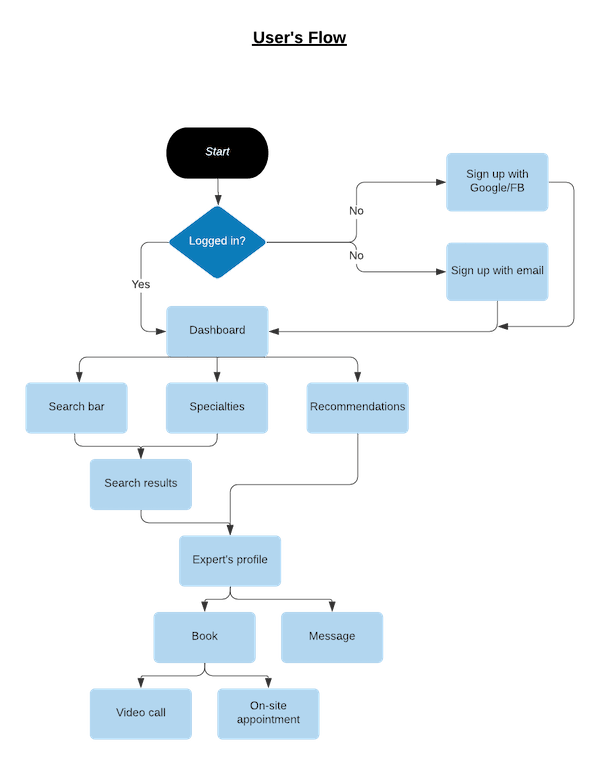 User's Flow
Start
Sign up with
Google/FB
No
Logged in?
No
Sign up with email
Yes
Dashboard
Search bar
Specialties
Recommendations
Search results
Expert's profile
Book
Message
Video call
On-site
appointment